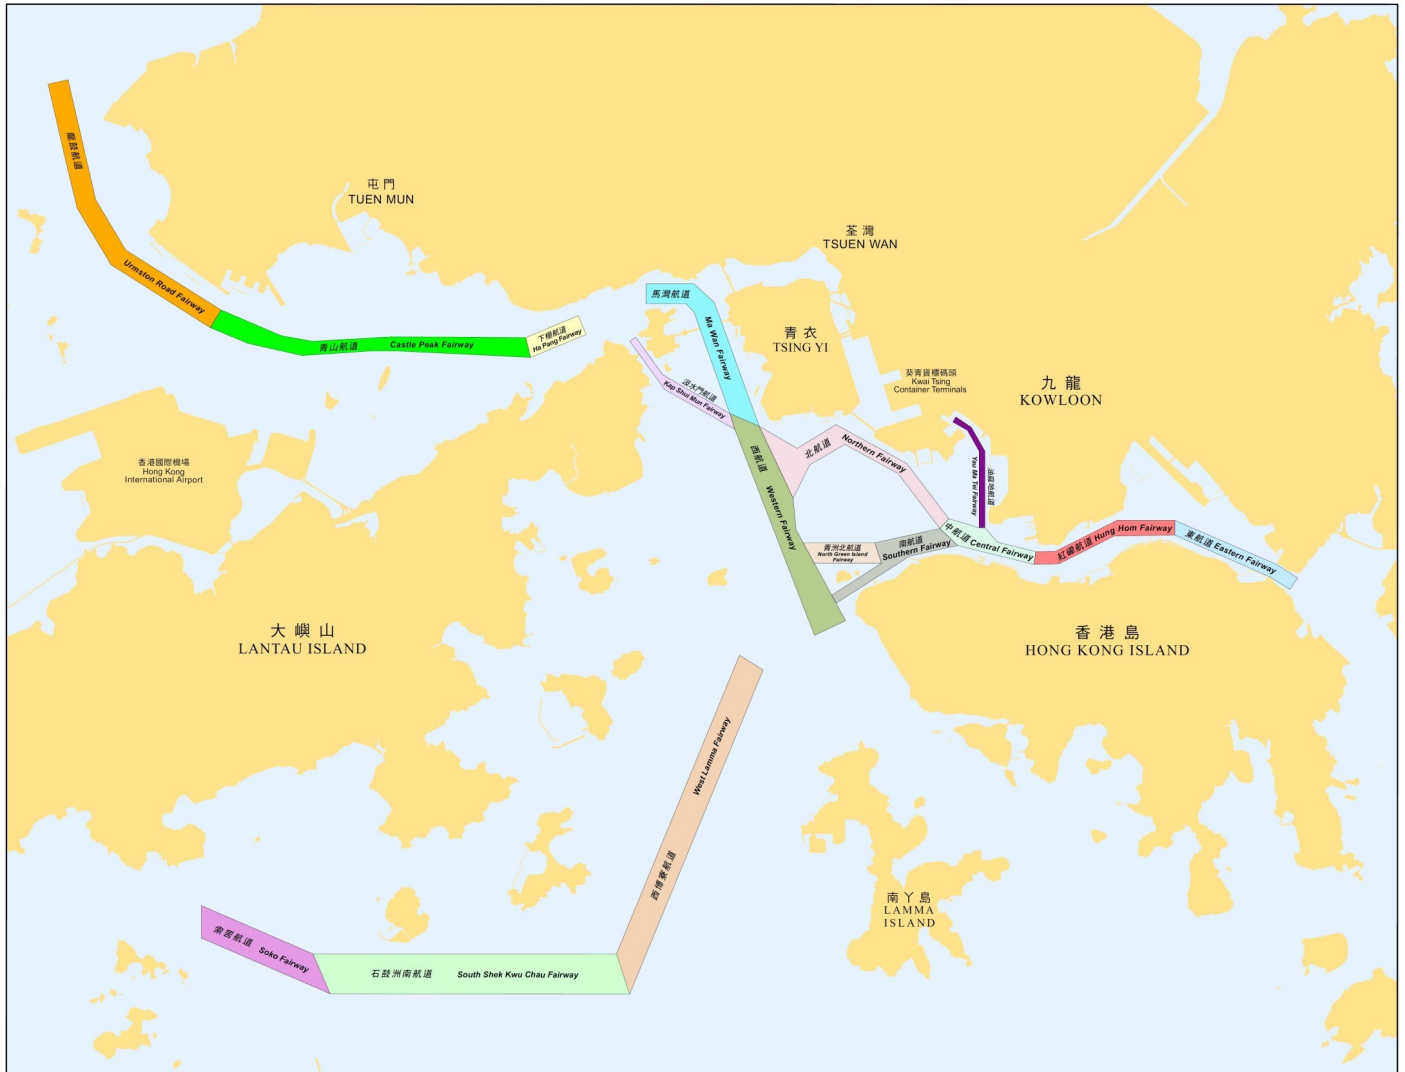 龍鼓航道
Urmston Road Fairway
屯門
TUEN MUN
荃灣
TSUEN WAN
青山航道 Castle Peak Fairway
下棚航道
Ha Pang Fairway
馬灣航道
Ma Wan Fairway
青衣
TSING YI
汲水門航道
Kap Shui Mun Fairway
葵青貨櫃碼頭
Kwai Tsing
Container Terminals
九龍
KOWLOON
香港國際機場
Hong Kong
International Airport
西航道 Western Fairway
北航道 Northern Fairway
油麻地航道
Yau Ma Tei Fairway
青洲北航道
North Green Island
Fairway
南航道
Southern Fairway
中航道 Central Fairway
紅磡航道 Hung Hom Fairway
東航道 Eastern Fairway
大嶼山
LANTAU ISLAND
香港島
HONG KONG ISLAND
西博寮航道 West Lamma Fairway
南丫島
LAMMA
ISLAND
索罟航道 Soko Fairway
石鼓洲南航道 South Shek Kwu Chau Fairway